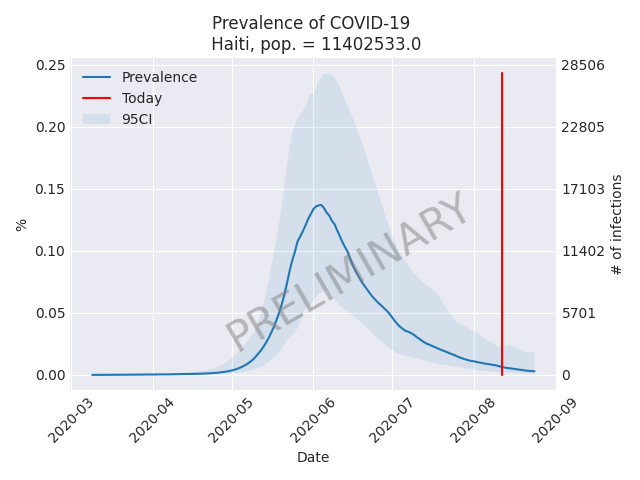 Prevalence of COVID-19
Haiti, pop. = 11402533.0
0.25
0.20
0.15
0.10
0.05
0.00
%
Prevalence
Today
95CI
PRELIMINARY
28506
22805
17103
11402
5701
0
# of infections
2020-03
2020-04
2020-05
2020-06
2020-07
2020-08
2020-09
Date